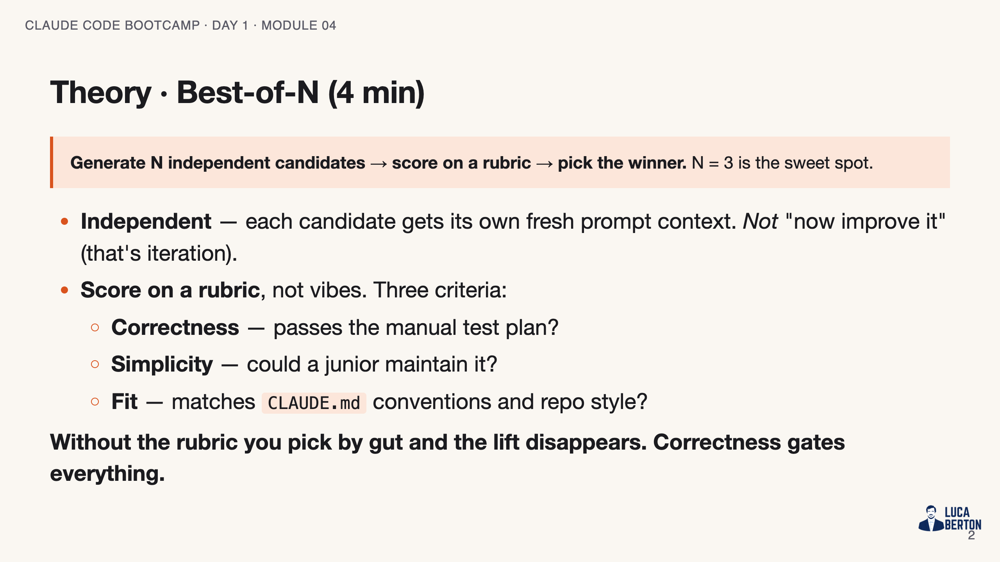 CLAUDE CODE BOOTCAMP · DAY 1 · MODULE 04
Theory · Best-of-N (4 min)
Generate N independent candidates → score on a rubric → pick the winner. N = 3 is the sweet spot.
• Independent — each candidate gets its own fresh prompt context. Not "now improve it"
(that's iteration).
• Score on a rubric, not vibes. Three criteria:
○ Correctness — passes the manual test plan?
○ Simplicity — could a junior maintain it?
○ Fit — matches CLAUDE.md conventions and repo style?
Without the rubric you pick by gut and the lift disappears. Correctness gates
everything.
LUCA
BERTON
2